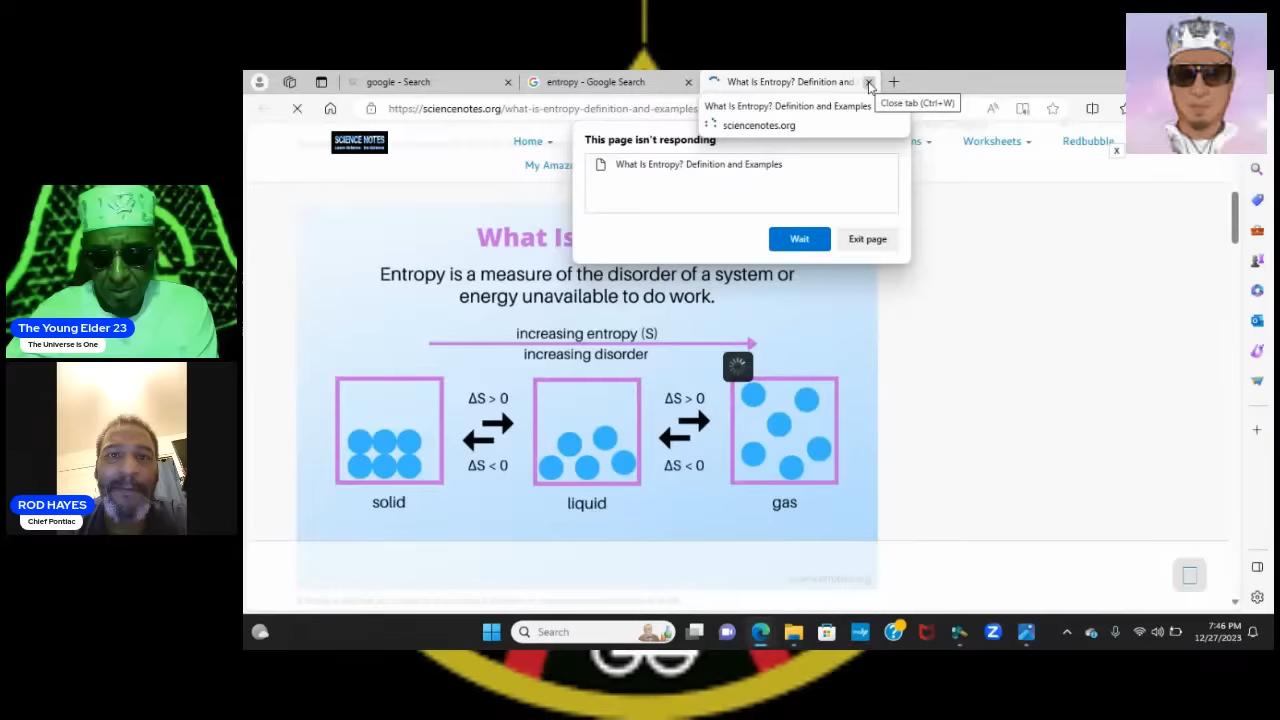 google - Search
entropy - Google Search
What Is Entropy? Definition and
https://sciencenotes.org/what-is-entropy-definition-and-examples
What Is Entropy? Definition and Examples
sciencenotes.org
Close tab (Ctrl+W)
SCIENCE NOTES
Home
Worksheets
Redbubble
My Amaz
x
This page isn't responding
What Is Entropy? Definition and Examples
Wait
Exit page
What Is
Entropy is a measure of the disorder of a system or
energy unavailable to do work.
increasing entropy (S)
increasing disorder
ΔS > 0
ΔS > 0
ΔS < 0
ΔS < 0
solid
liquid
gas
The Young Elder 23
The Universe is One
ROD HAYES
Chief Pontiac
Search
7:46 PM
12/27/2023